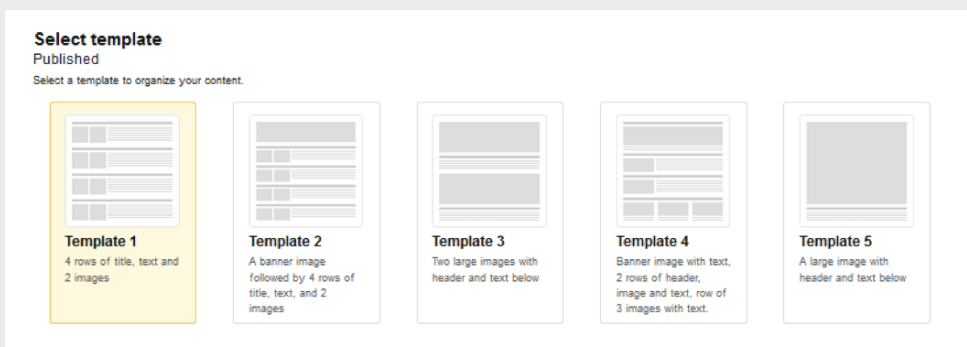 Select template
Published
Select a template to organize your content.
Template 1
4 rows of title, text and
2 images
Template 2
A banner image
followed by 4 rows of
title, text, and 2
images
Template 3
Two large images with
header and text below
Template 4
Banner image with text,
2 rows of header,
image and text, row of
3 images with text.
Template 5
A large image with
header and text below